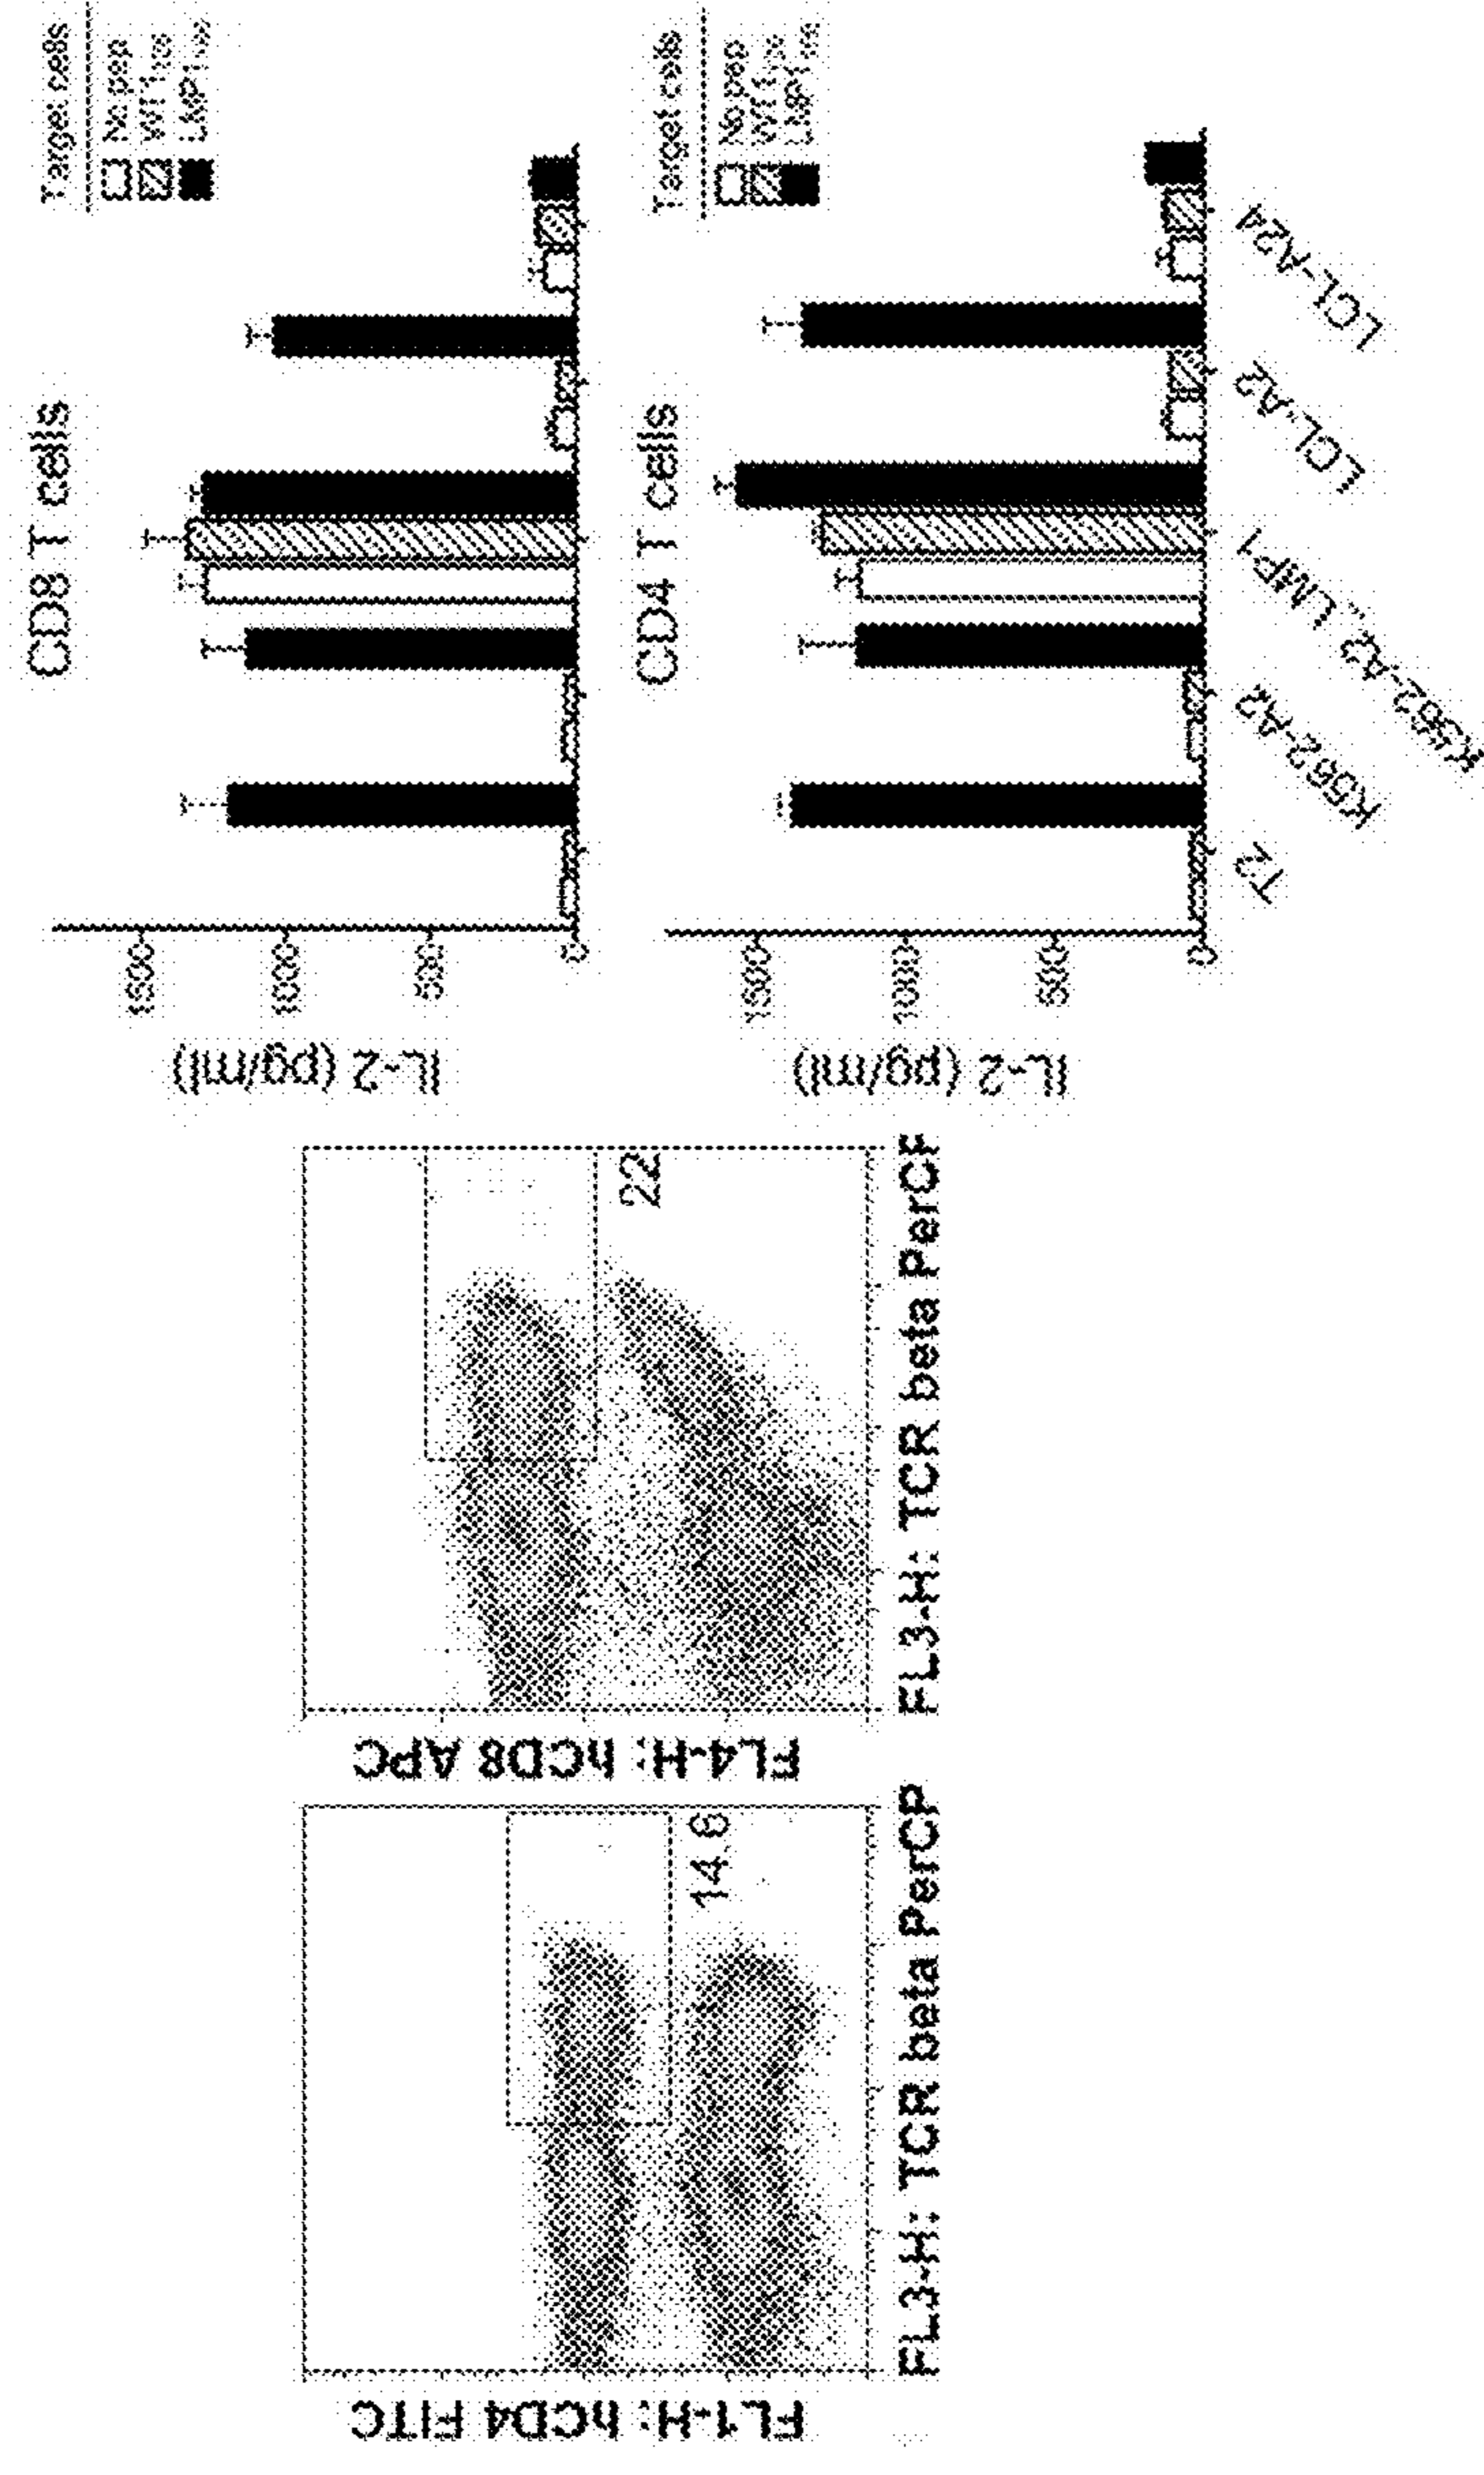 FL1-H: hCD4 FITC
14.6
FL3-H: TCR beta PerCP
FL4-H: hCD8 APC
22
FL3-H: TCR beta PerCP
CD8 T cells
Target cells
No pep
LMP1
IL-2 (pg/ml)
1500
1000
500
0
CD4 T cells
Target cells
No pep
LMP1
IL-2 (pg/ml)
1500
1000
500
0
T2
K562-A2
K562-A2, LMP1
LCL-A2
LCL-A24